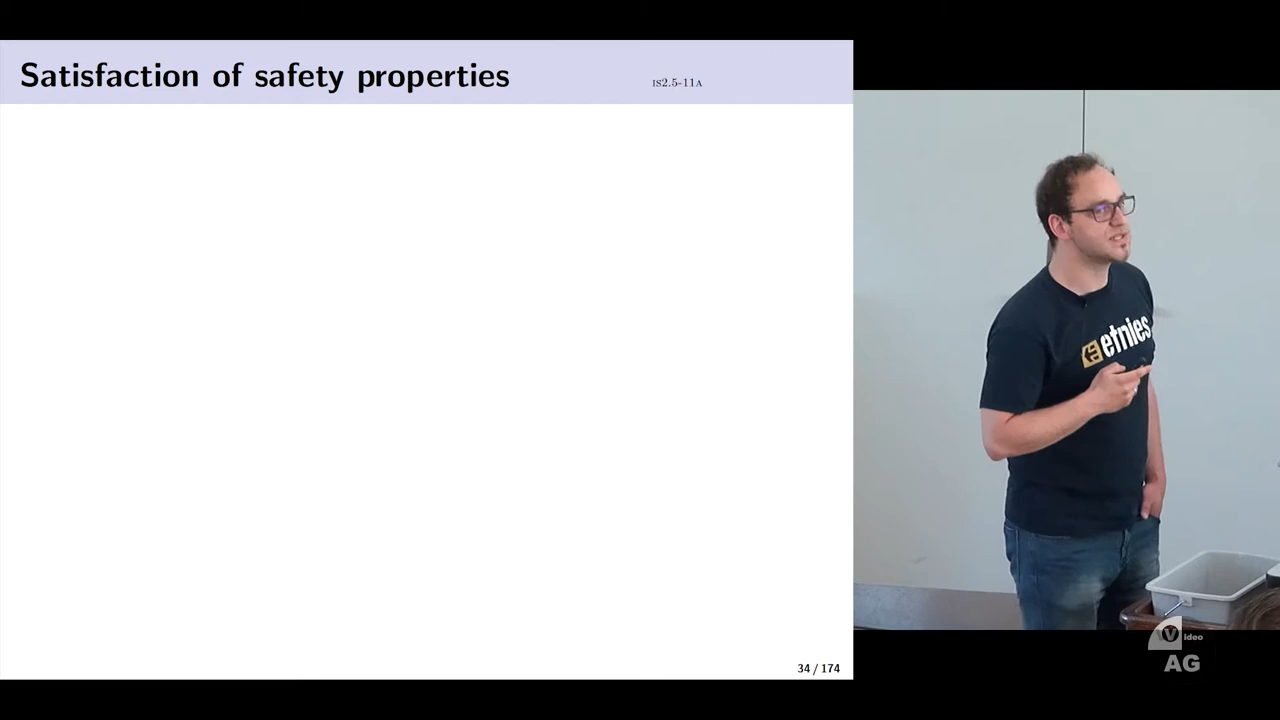 Satisfaction of safety properties
IS2.5-11A
etnies
34 / 174
Video
AG